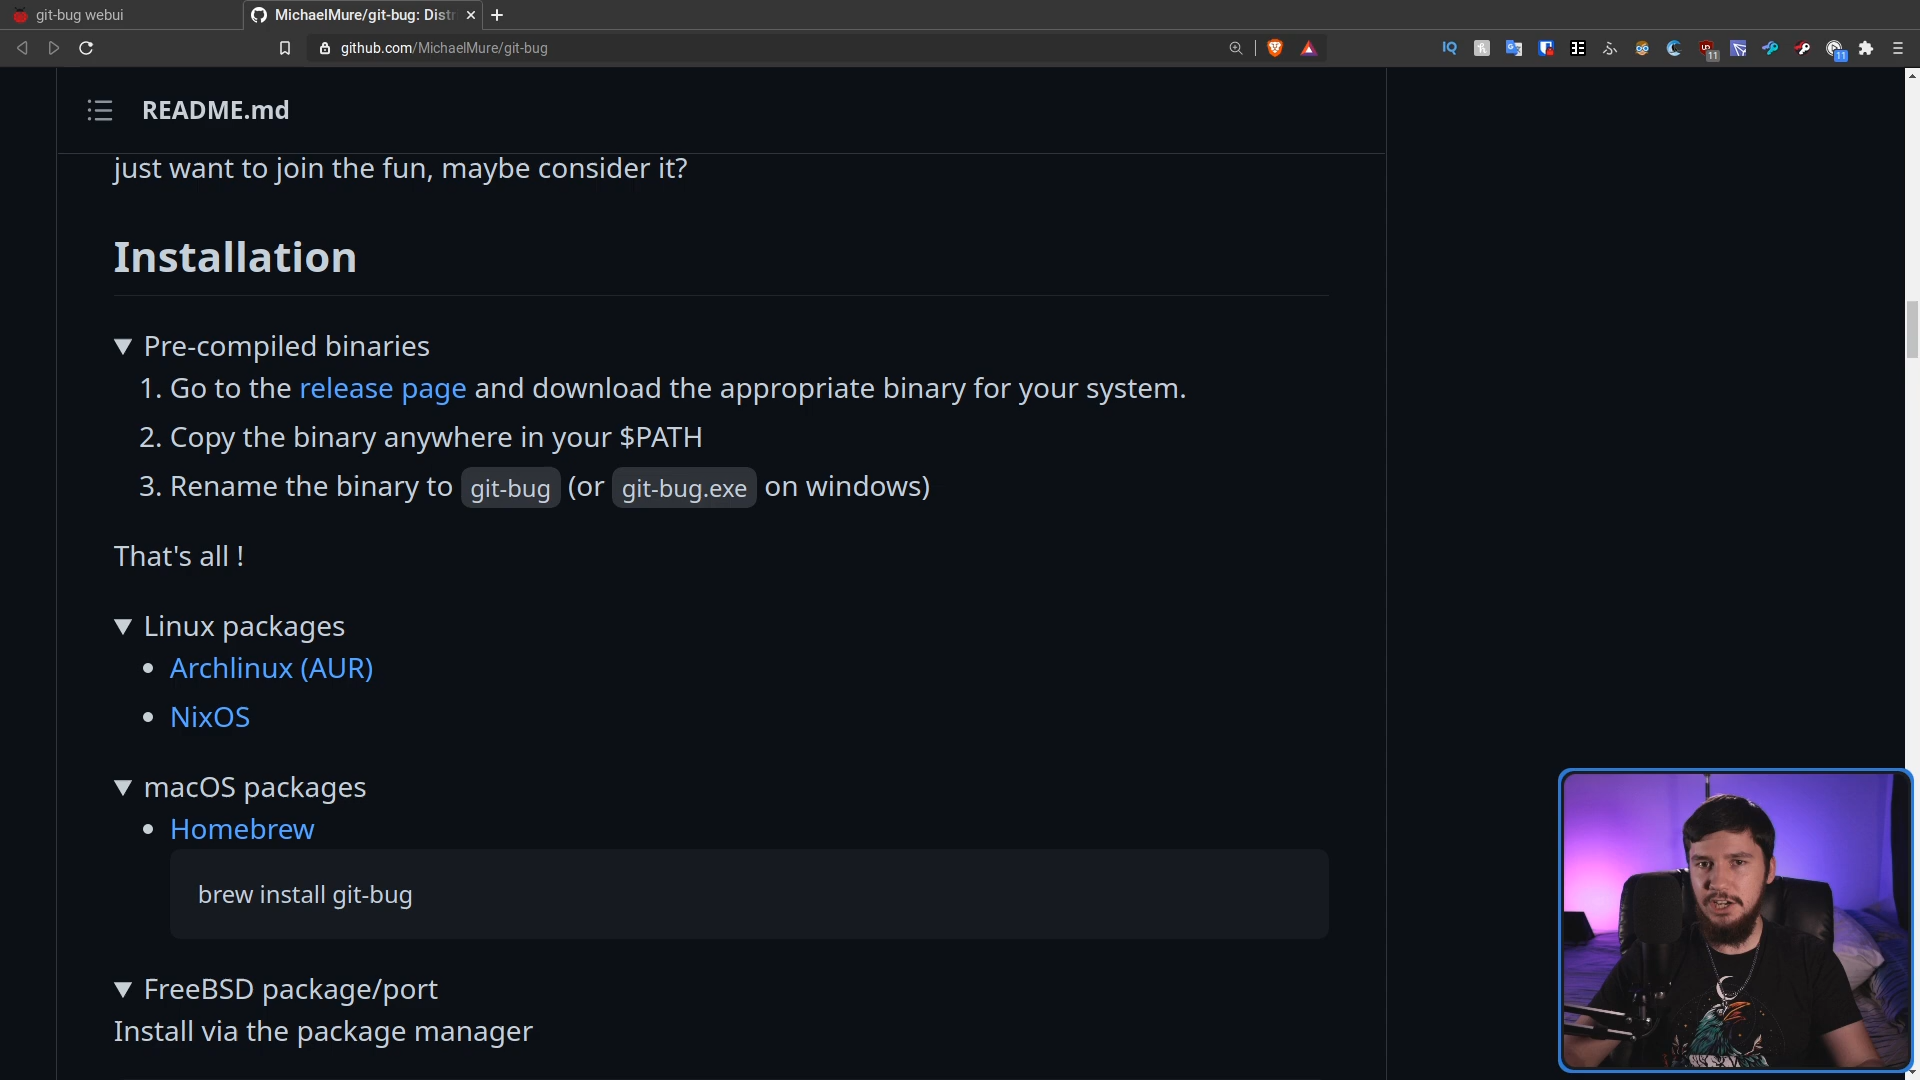 git-bug webui
MichaelMure/git-bug: Distr
github.com/MichaelMure/git-bug
IQ
11
11
README.md
just want to join the fun, maybe consider it?
Installation
▼ Pre-compiled binaries
1. Go to the release page and download the appropriate binary for your system.
2. Copy the binary anywhere in your $PATH
3. Rename the binary to git-bug (or git-bug.exe on windows)
That's all !
▼ Linux packages
• Archlinux (AUR)
• NixOS
▼ macOS packages
• Homebrew
brew install git-bug
▼ FreeBSD package/port
Install via the package manager